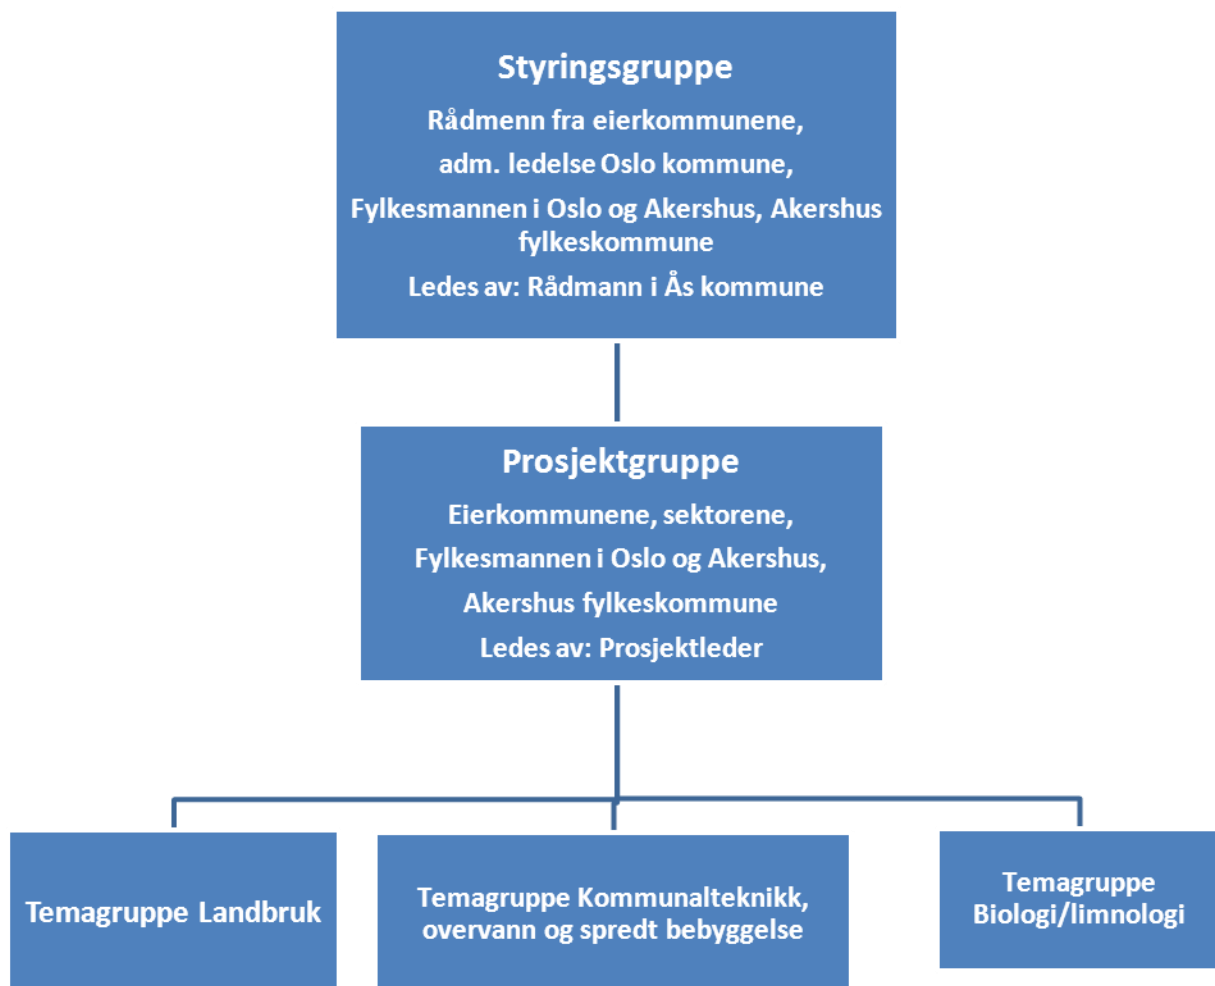 Styringsgruppe
Rådmenn fra eierkommunene,
adm. ledelse Oslo kommune,
Fylkesmannen i Oslo og Akershus, Akershus
fylkeskommune
Ledes av: Rådmann i Ås kommune
Prosjektgruppe
Eierkommunene, sektorene,
Fylkesmannen i Oslo og Akershus,
Akershus fylkeskommune
Ledes av: Prosjektleder
Temagruppe Landbruk
Temagruppe Kommunalteknikk,
overvann og spredt bebyggelse
Temagruppe
Biologi/limnologi